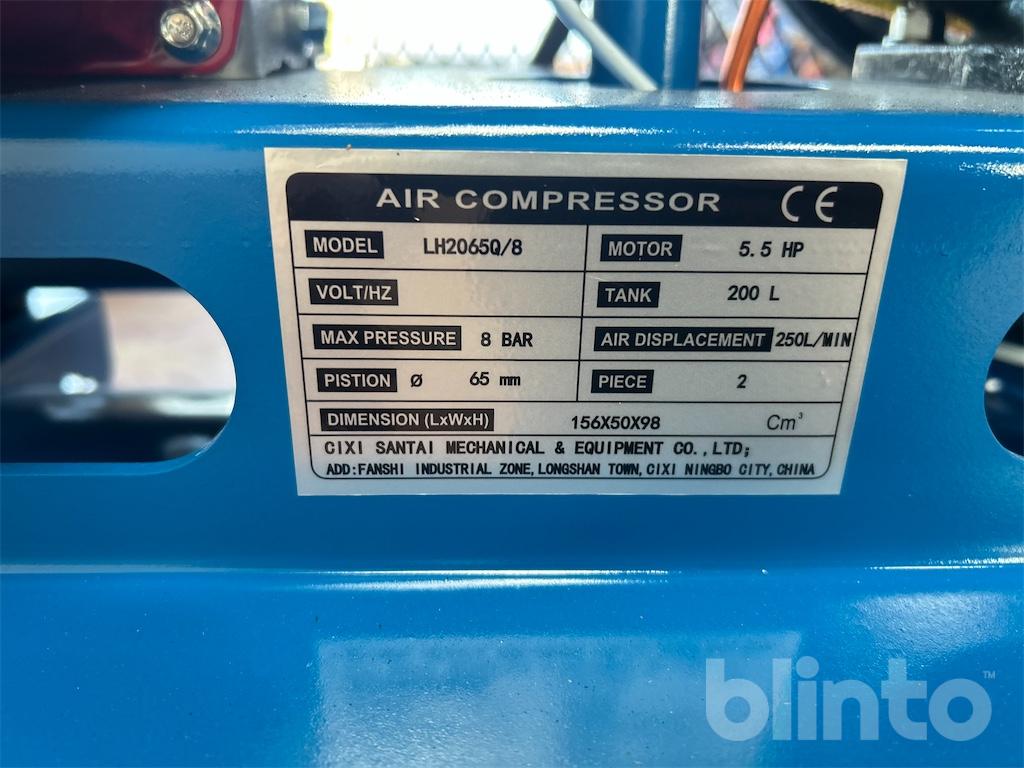 AIR COMPRESSOR CE
MODEL LH2065Q/8 MOTOR 5.5 HP
VOLT/HZ TANK 200 L
MAX PRESSURE 8 BAR AIR DISPLACEMENT 250L/MIN
PISTION Ø 65 mm PIECE 2
DIMENSION (LxWxH) 156X50X98 Cm³
CIXI SANTAI MECHANICAL & EQUIPMENT CO.,LTD;
ADD:FANSHI INDUSTRIAL ZONE,LONGSHAN TOWN,CIXI NINGBO CITY,CHINA
blinto™